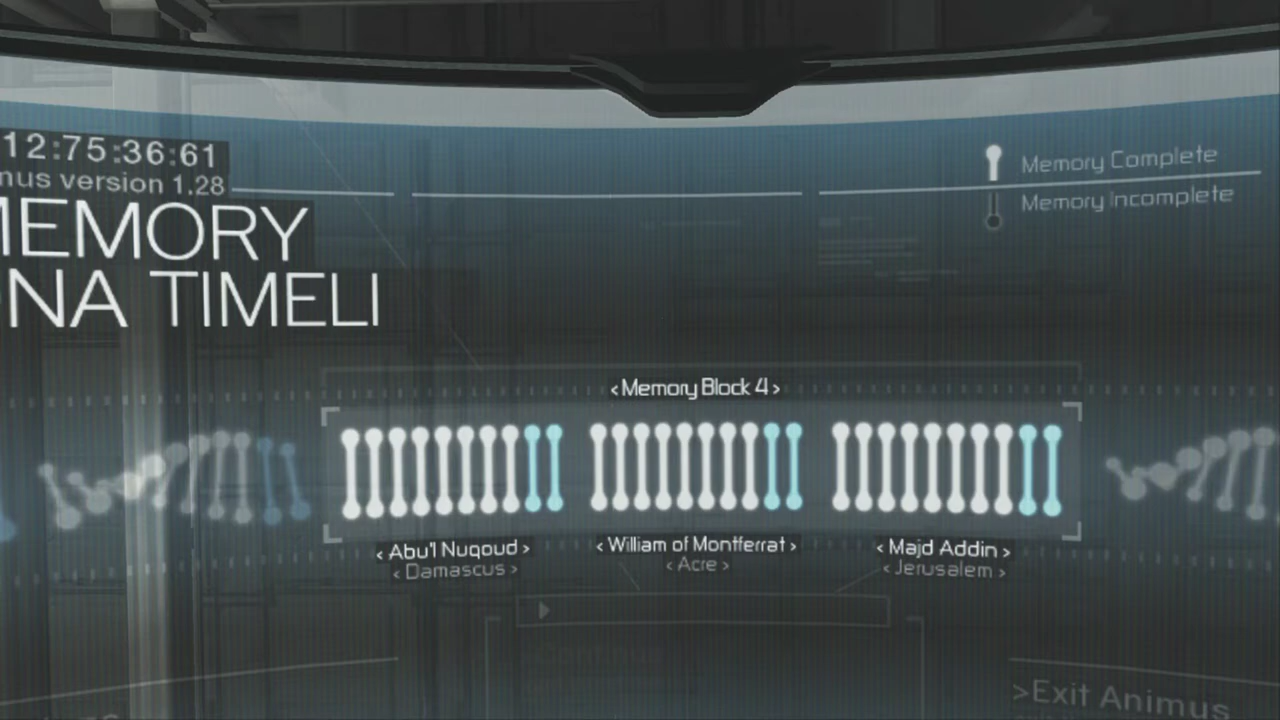 12:75:36:61
mus version 1.28
MEMORY
NA TIMELI
Memory Complete
Memory Incomplete
<Memory Block 4>
< Abu'l Nuqoud >
< Damascus >
< William of Montferrat >
< Acre >
< Majd Addin >
< Jerusalem >
>Exit Animus